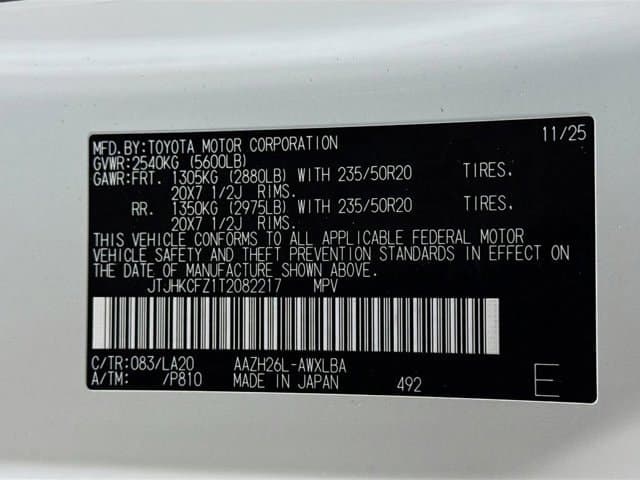 MFD.BY:TOYOTA MOTOR CORPORATION 11/25
GVWR:2540KG (5600LB)
GAWR:FRT. 1305KG (2880LB) WITH 235/50R20 TIRES,
20X7 1/2J RIMS.
RR. 1350KG (2975LB) WITH 235/50R20 TIRES,
20X7 1/2J RIMS.
THIS VEHICLE CONFORMS TO ALL APPLICABLE FEDERAL MOTOR
VEHICLE SAFETY AND THEFT PREVENTION STANDARDS IN EFFECT ON
THE DATE OF MANUFACTURE SHOWN ABOVE.
JTJHKCFZ1T2082217 MPV
C/TR:083/LA20 AAZH26L-AWXLBA
A/TM: /P810 MADE IN JAPAN 492 E